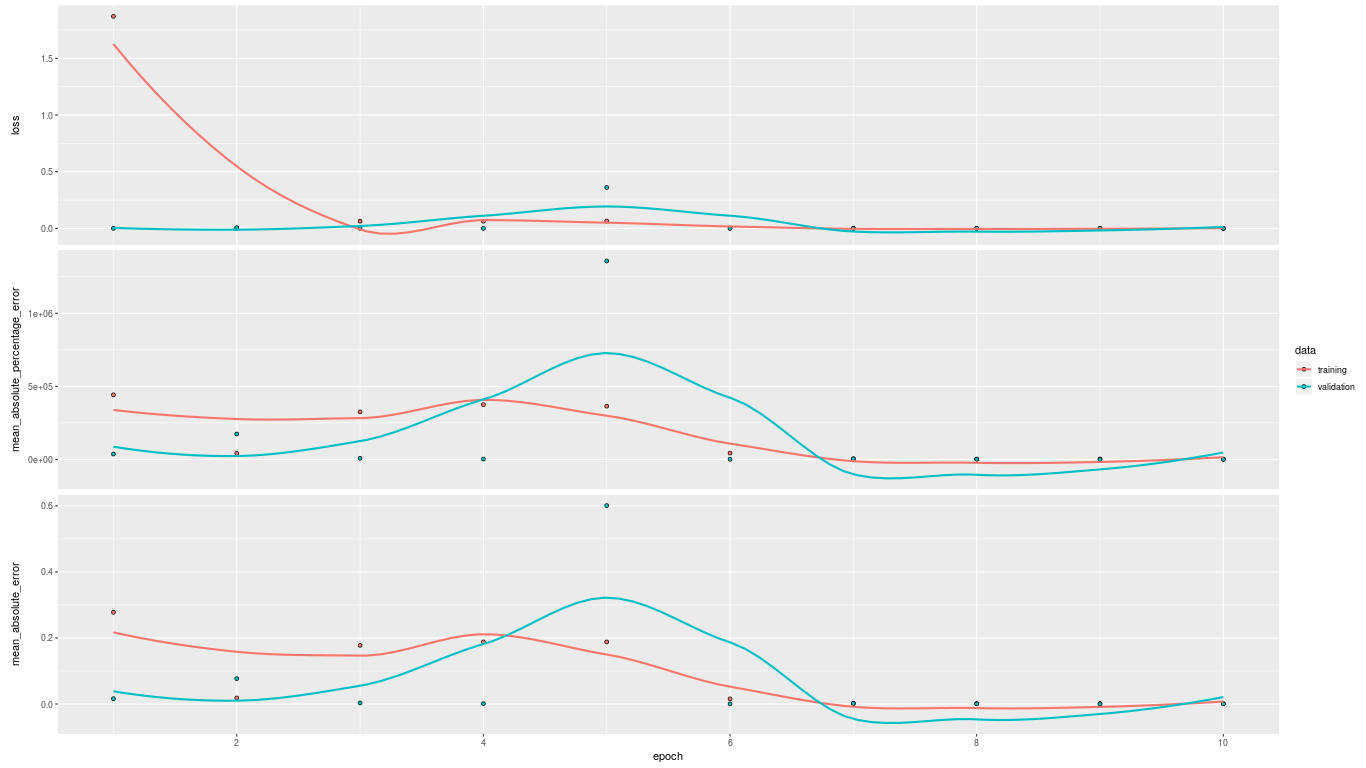 loss
1.5
1.0
0.5
0.0
mean_absolute_percentage_error
1e+06
5e+05
0e+00
mean_absolute_error
0.6
0.4
0.2
0.0
2 4 6 8 10
epoch
data
training
validation